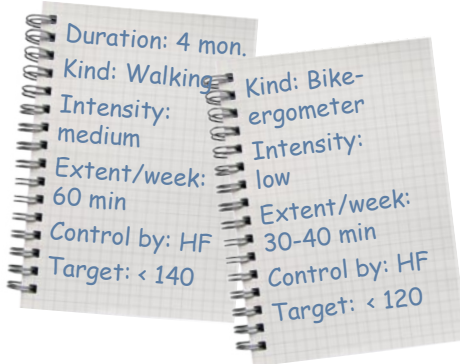 Duration: 4 mon.
Kind: Walking
Intensity:
medium
Extent/week:
60 min
Control by: HF
Target: < 140
Kind: Bike-
ergometer
Intensity:
low
Extent/week:
30-40 min
Control by: HF
Target: < 120